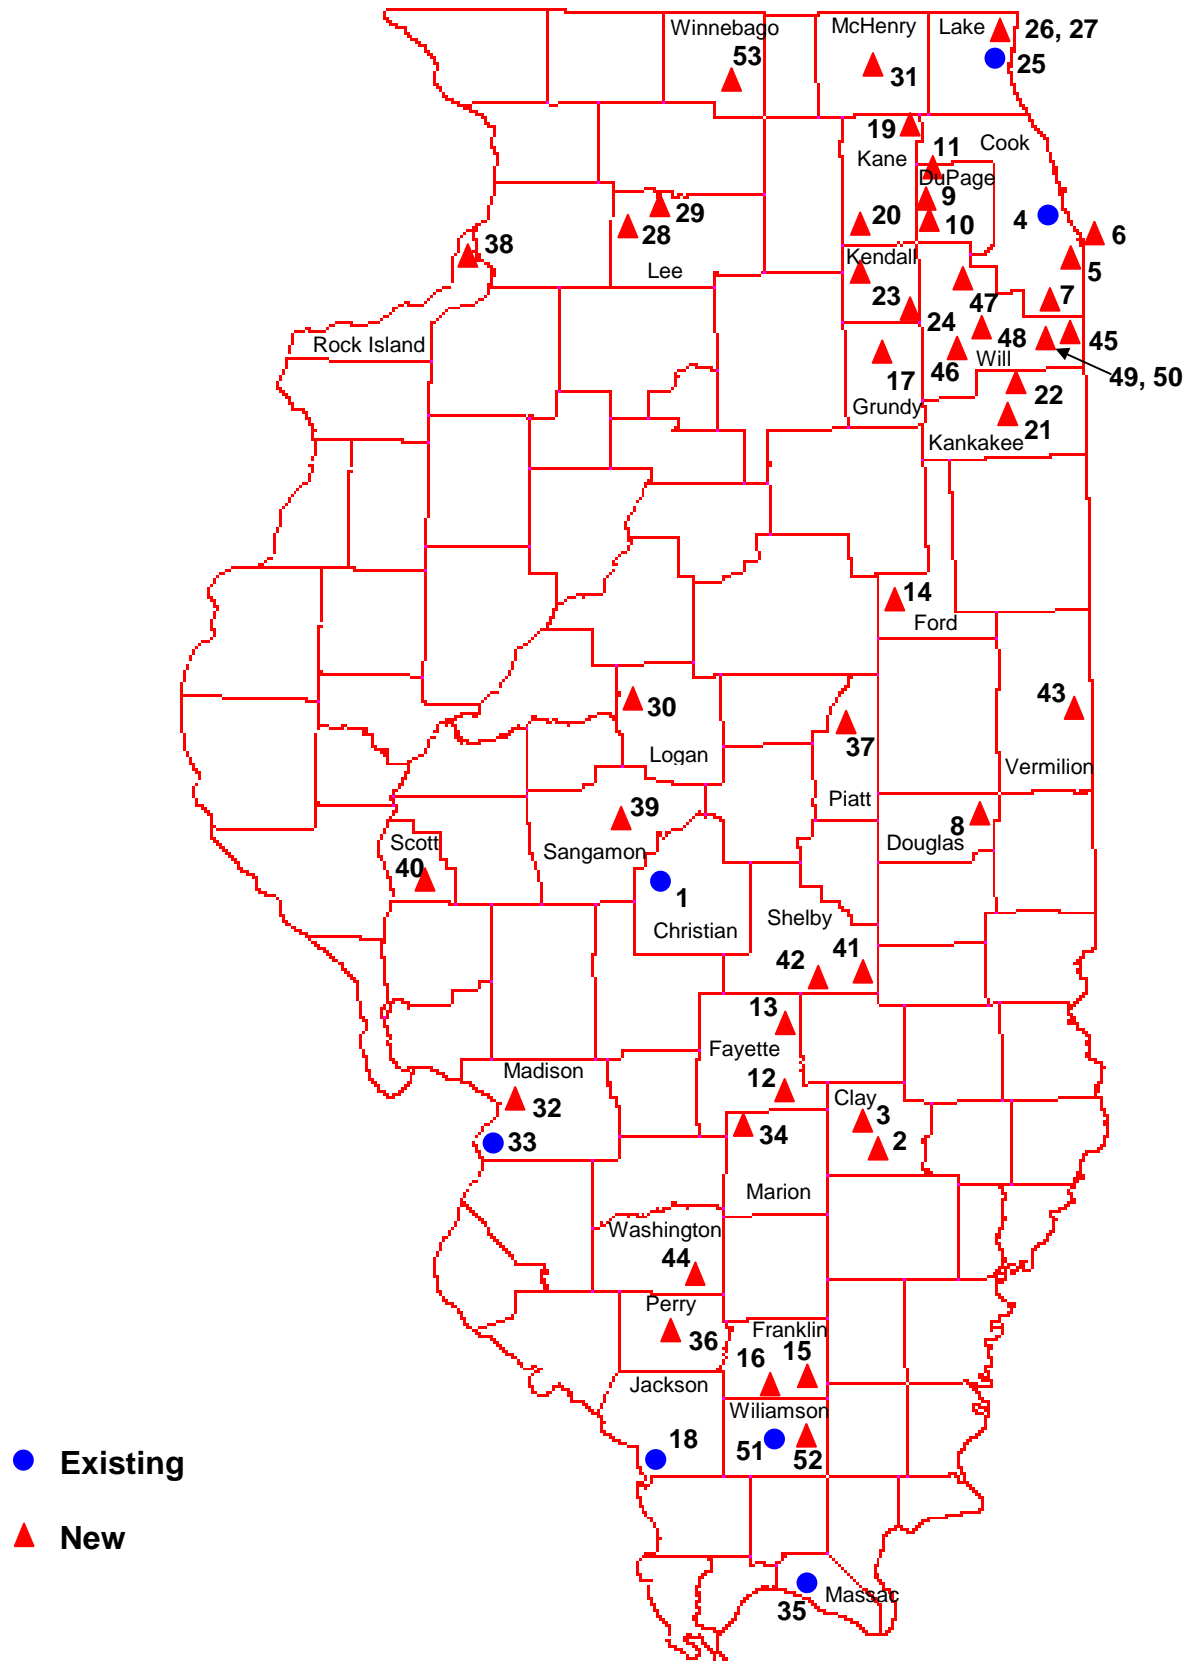 Winnebago
McHenry
Lake
26, 27
53
31
25
19
11
Cook
Kane
DuPage
9
29
20
10
4
6
28
38
Lee
Kendall
5
23
47
7
24
48
45
Rock Island
46
Will
17
49, 50
22
Grundy
21
Kankakee
14
Ford
30
43
37
Logan
Vermilion
Piatt
39
8
Scott
Sangamon
Douglas
40
1
Shelby
Christian
42
41
13
Fayette
Madison
12
Clay
32
3
34
33
2
Marion
Washington
44
Perry
Franklin
36
16
15
Jackson
Wiliamson
18
51
52
Existing
New
Massac
35